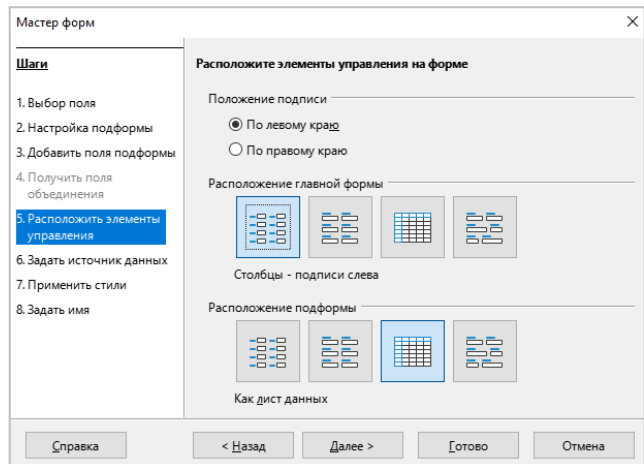 Мастер форм
Шаги
1. Выбор поля
2. Настройка подформы
3. Добавить поля подформы
4. Получить поля
объединения
5. Расположить элементы
управления
6. Задать источник данных
7. Применить стили
8. Задать имя
Расположите элементы управления на форме
Положение подписи
По левому краю
По правому краю
Расположение главной формы
Столбцы - подписи слева
Расположение подформы
Как лист данных
Справка
< Назад
Далее >
Готово
Отмена